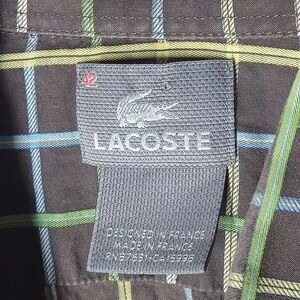 42
LACOSTE
DESIGNED IN FRANCE
MADE IN FRANCE